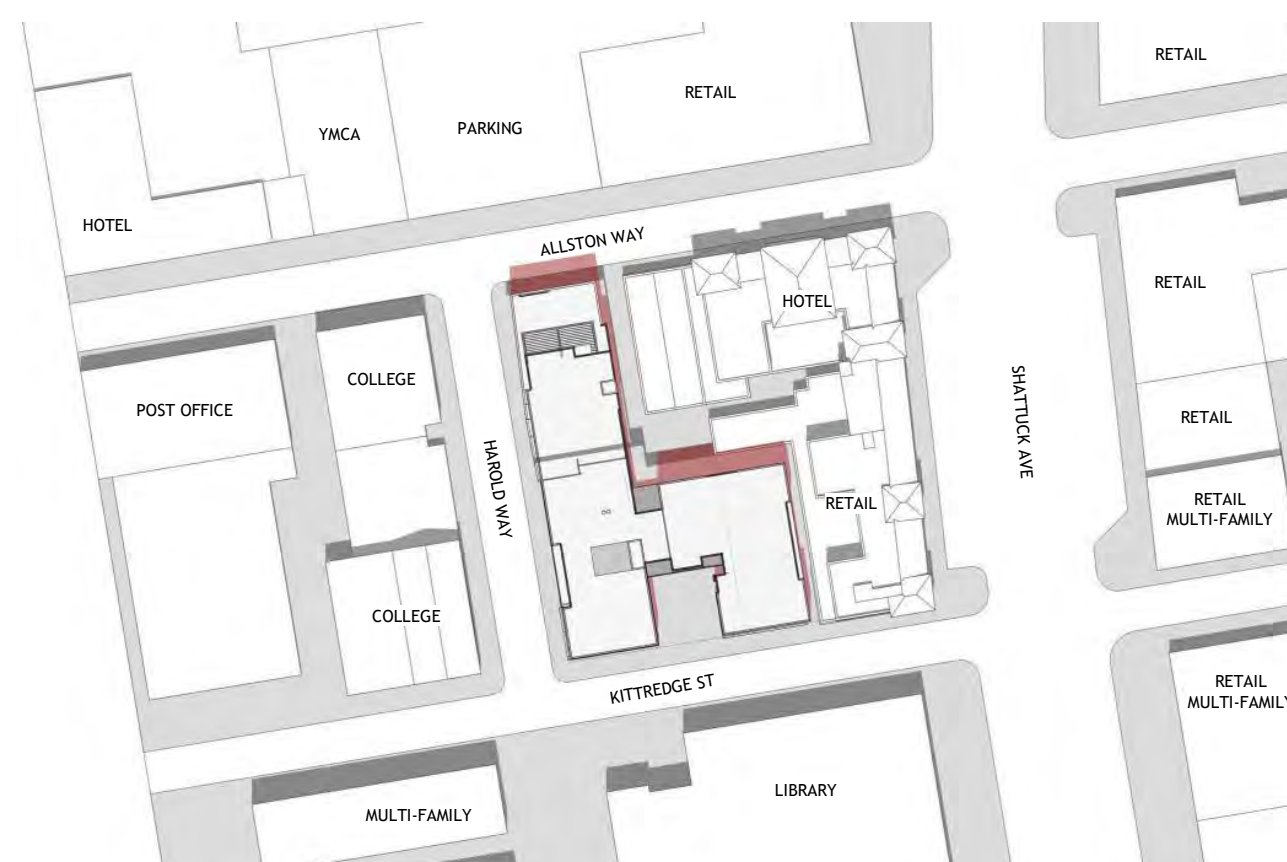 RETAIL
RETAIL
YMCA
PARKING
HOTEL
ALLSTON WAY
HOTEL
RETAIL
COLLEGE
POST OFFICE
SHATTUCK AVE
RETAIL
HAROLD WAY
RETAIL
RETAIL
MULTI-FAMILY
COLLEGE
KITTREDGE ST
RETAIL
MULTI-FAMILY
LIBRARY
MULTI-FAMILY